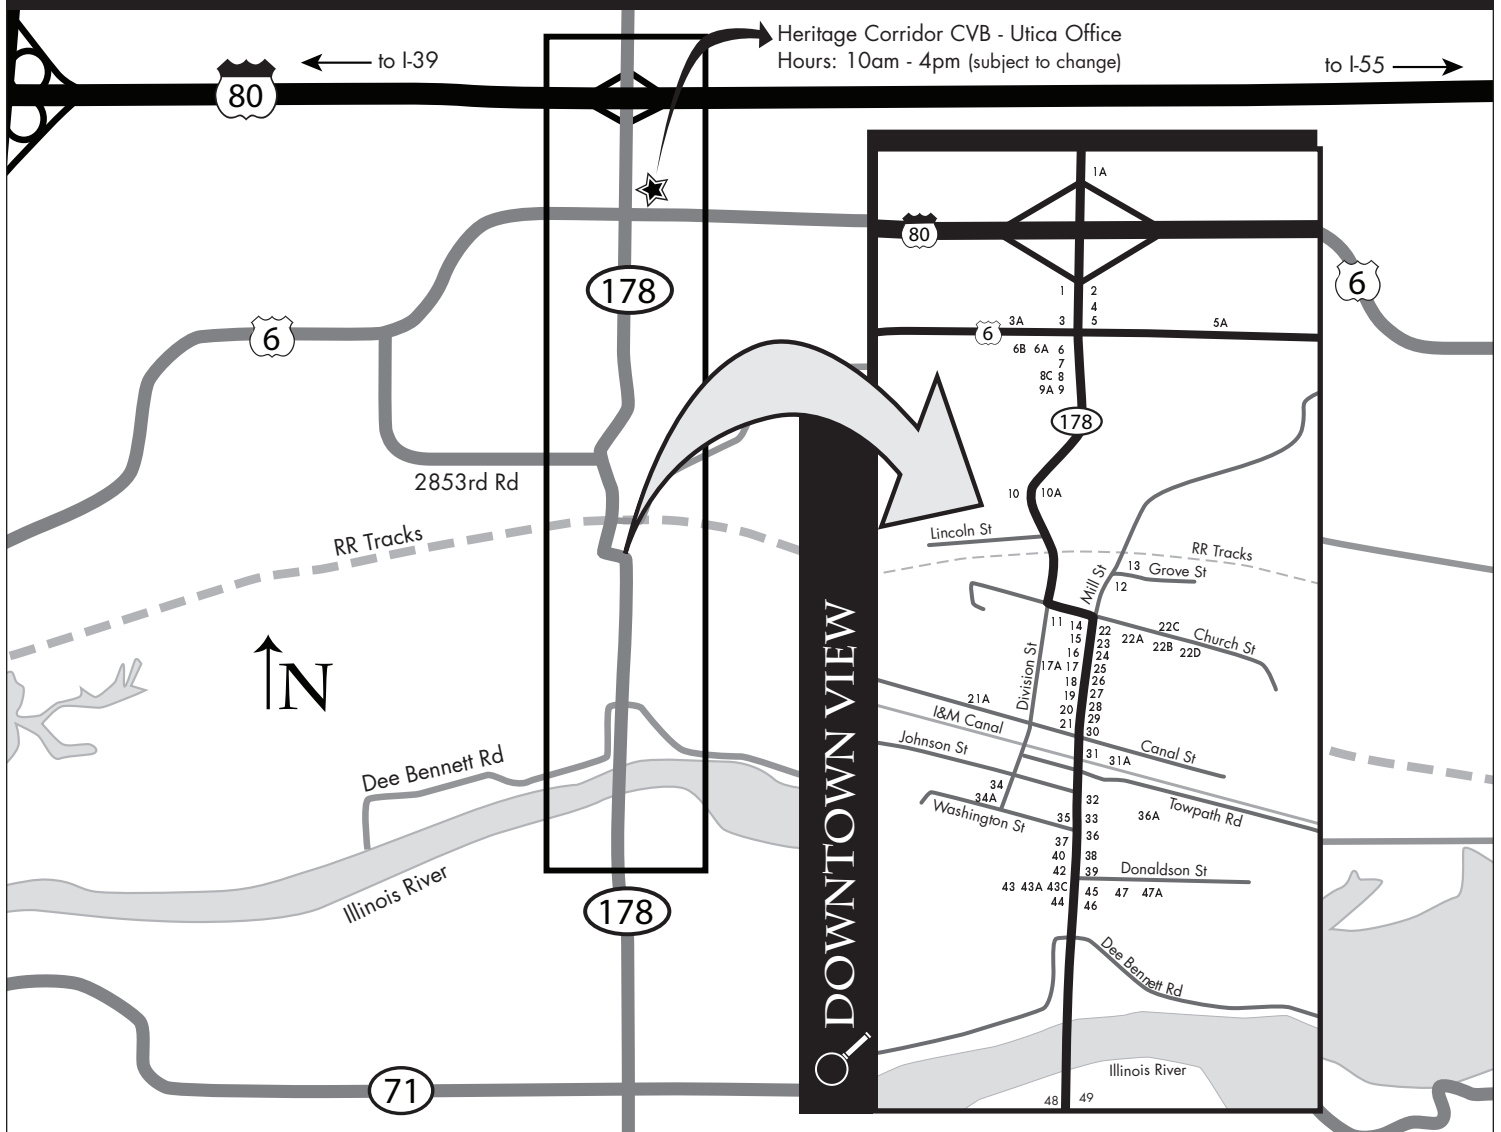 Heritage Corridor CVB - Utica Office
Hours: 10am - 4pm (subject to change)
to I-39
to I-55
80
178
6
6
2853rd Rd
RR Tracks
N
Dee Bennett Rd
Illinois River
178
71
DOWNTOWN VIEW
1A
80
1 2
4
3A 3 5 5A
6
6B 6A 6
7
8C 8
9A 9
178
10 10A
Lincoln St
RR Tracks
Mill St
13 Grove St
12
11 14 22 22C
15 23 22A Church St
16 24 22B 22D
Division St
17A 17 25
18 26
19 27
21A 20 28
I&M Canal 21 29
30
Johnson St 31 31A Canal St
34
34A 32
Washington St 35 33 36A Towpath Rd
37 36
40 38
42 39 Donaldson St
43 43A 43C 45 47 47A
44 46
Dee Bennett Rd
Illinois River
48 49